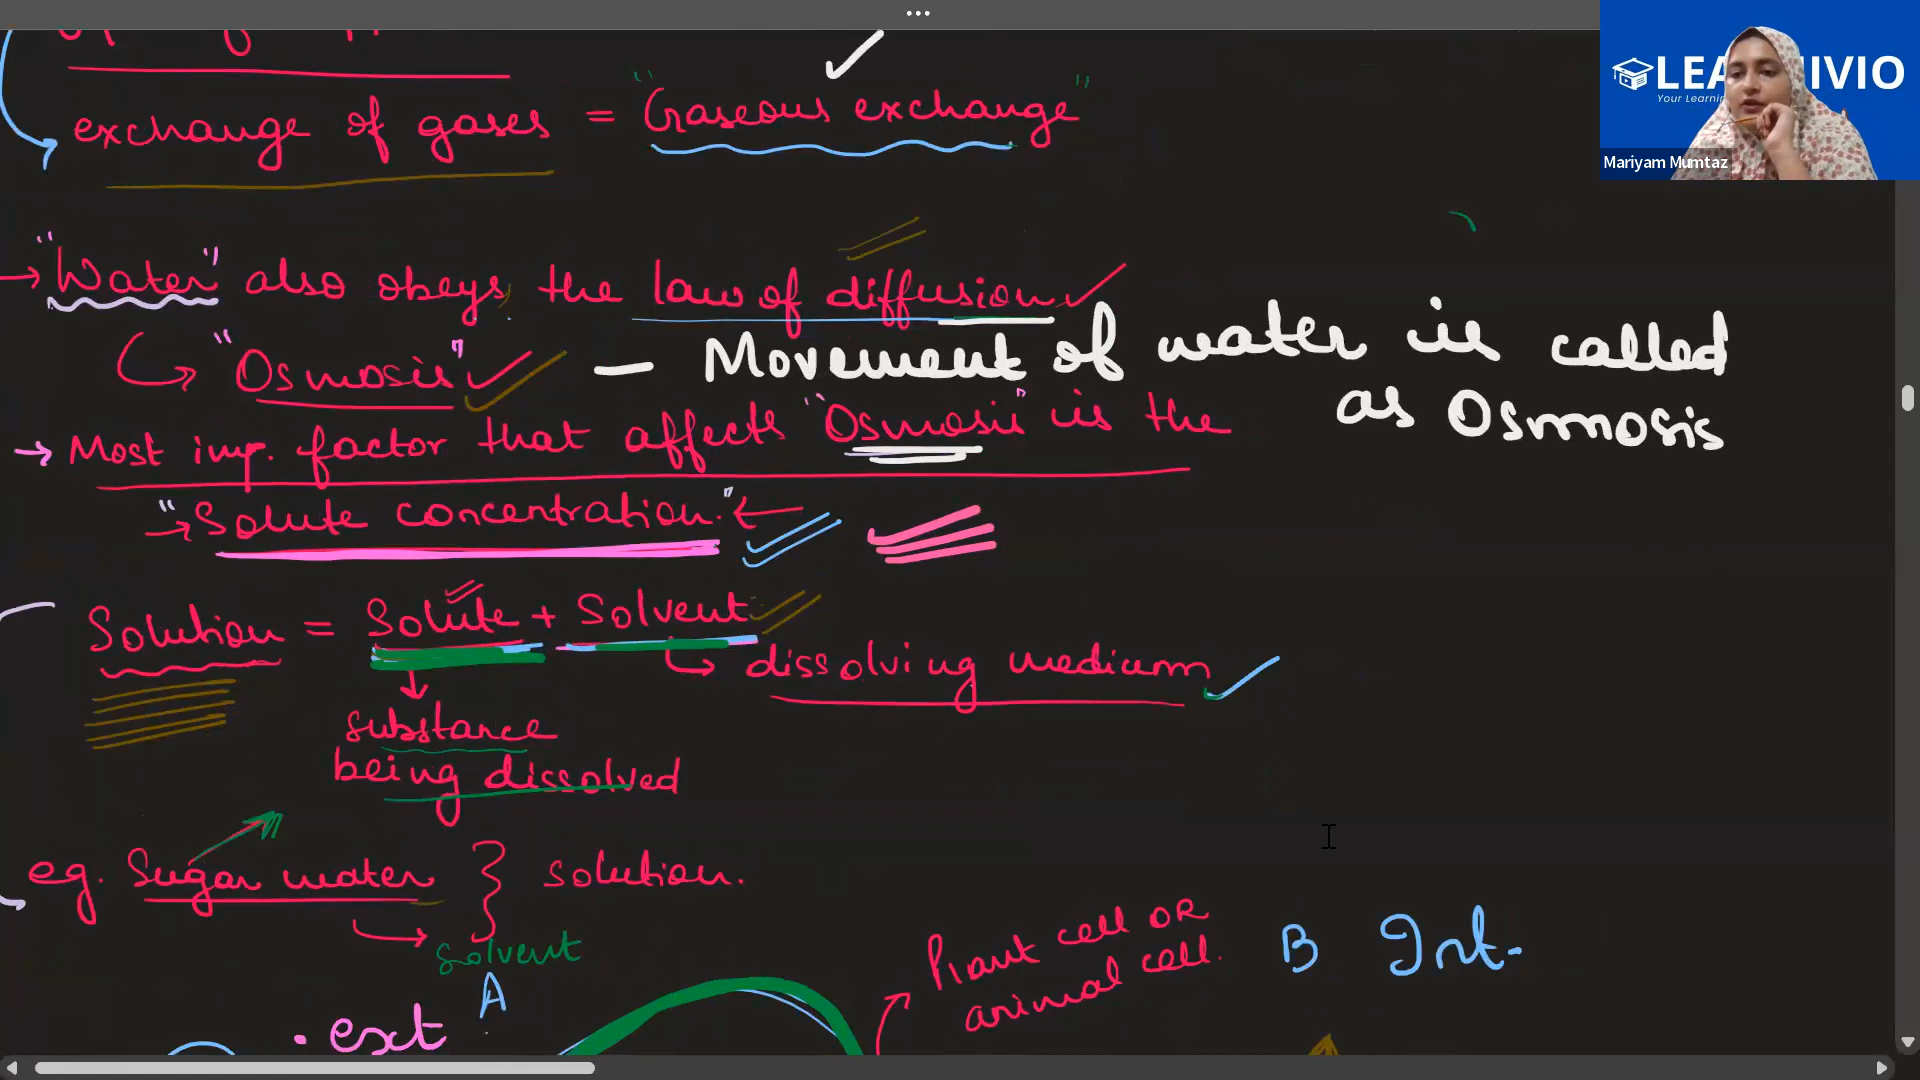 exchange of gases = "Gaseous exchange"
→ "Water" also obeys the law of diffusion
"Osmosis" – Movement of water is called
as Osmosis
→ Most imp. factor that affects "Osmosis" is the
→ "Solute concentration."
Solution = Solute + Solvent
→ dissolving medium
substance
being dissolved
eg. Sugar water } solution.
solvent
A
Plant cell OR
animal cell.
B Int.
• ext
LEA IVIO
Your Learni
Mariyam Mumtaz